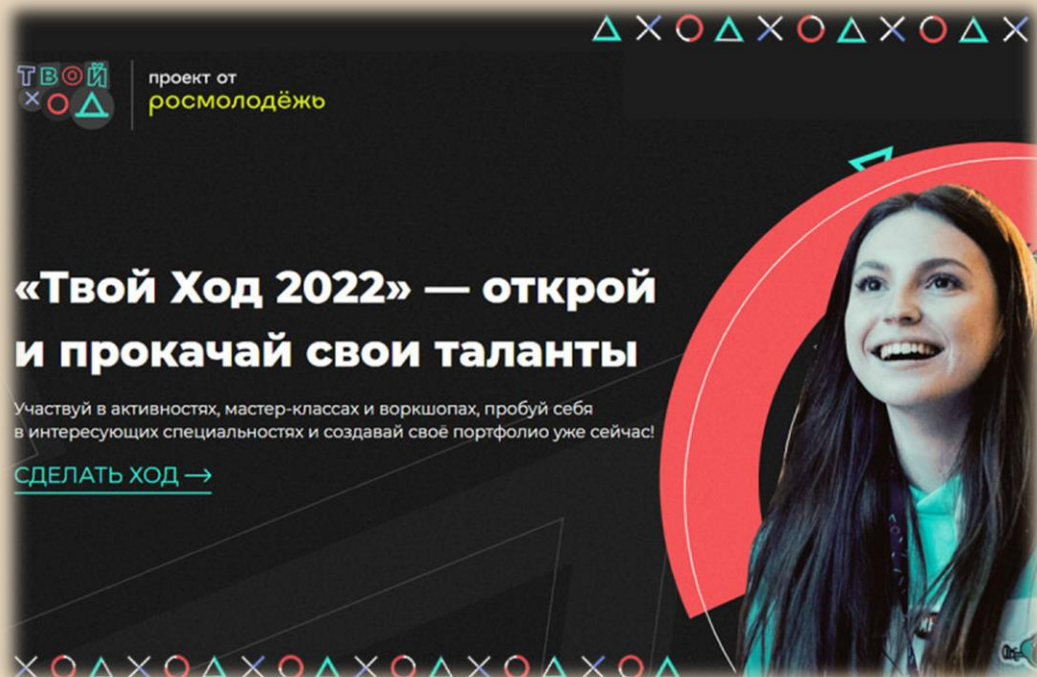 ТВОЙ
ХОД
проект от
росмолодёжь
«Твой Ход 2022» — открой
и прокачай свои таланты
Участвуй в активностях, мастер-классах и воркшопах, пробуй себя
в интересующих специальностях и создавай своё портфолио уже сейчас!
СДЕЛАТЬ ХОД →